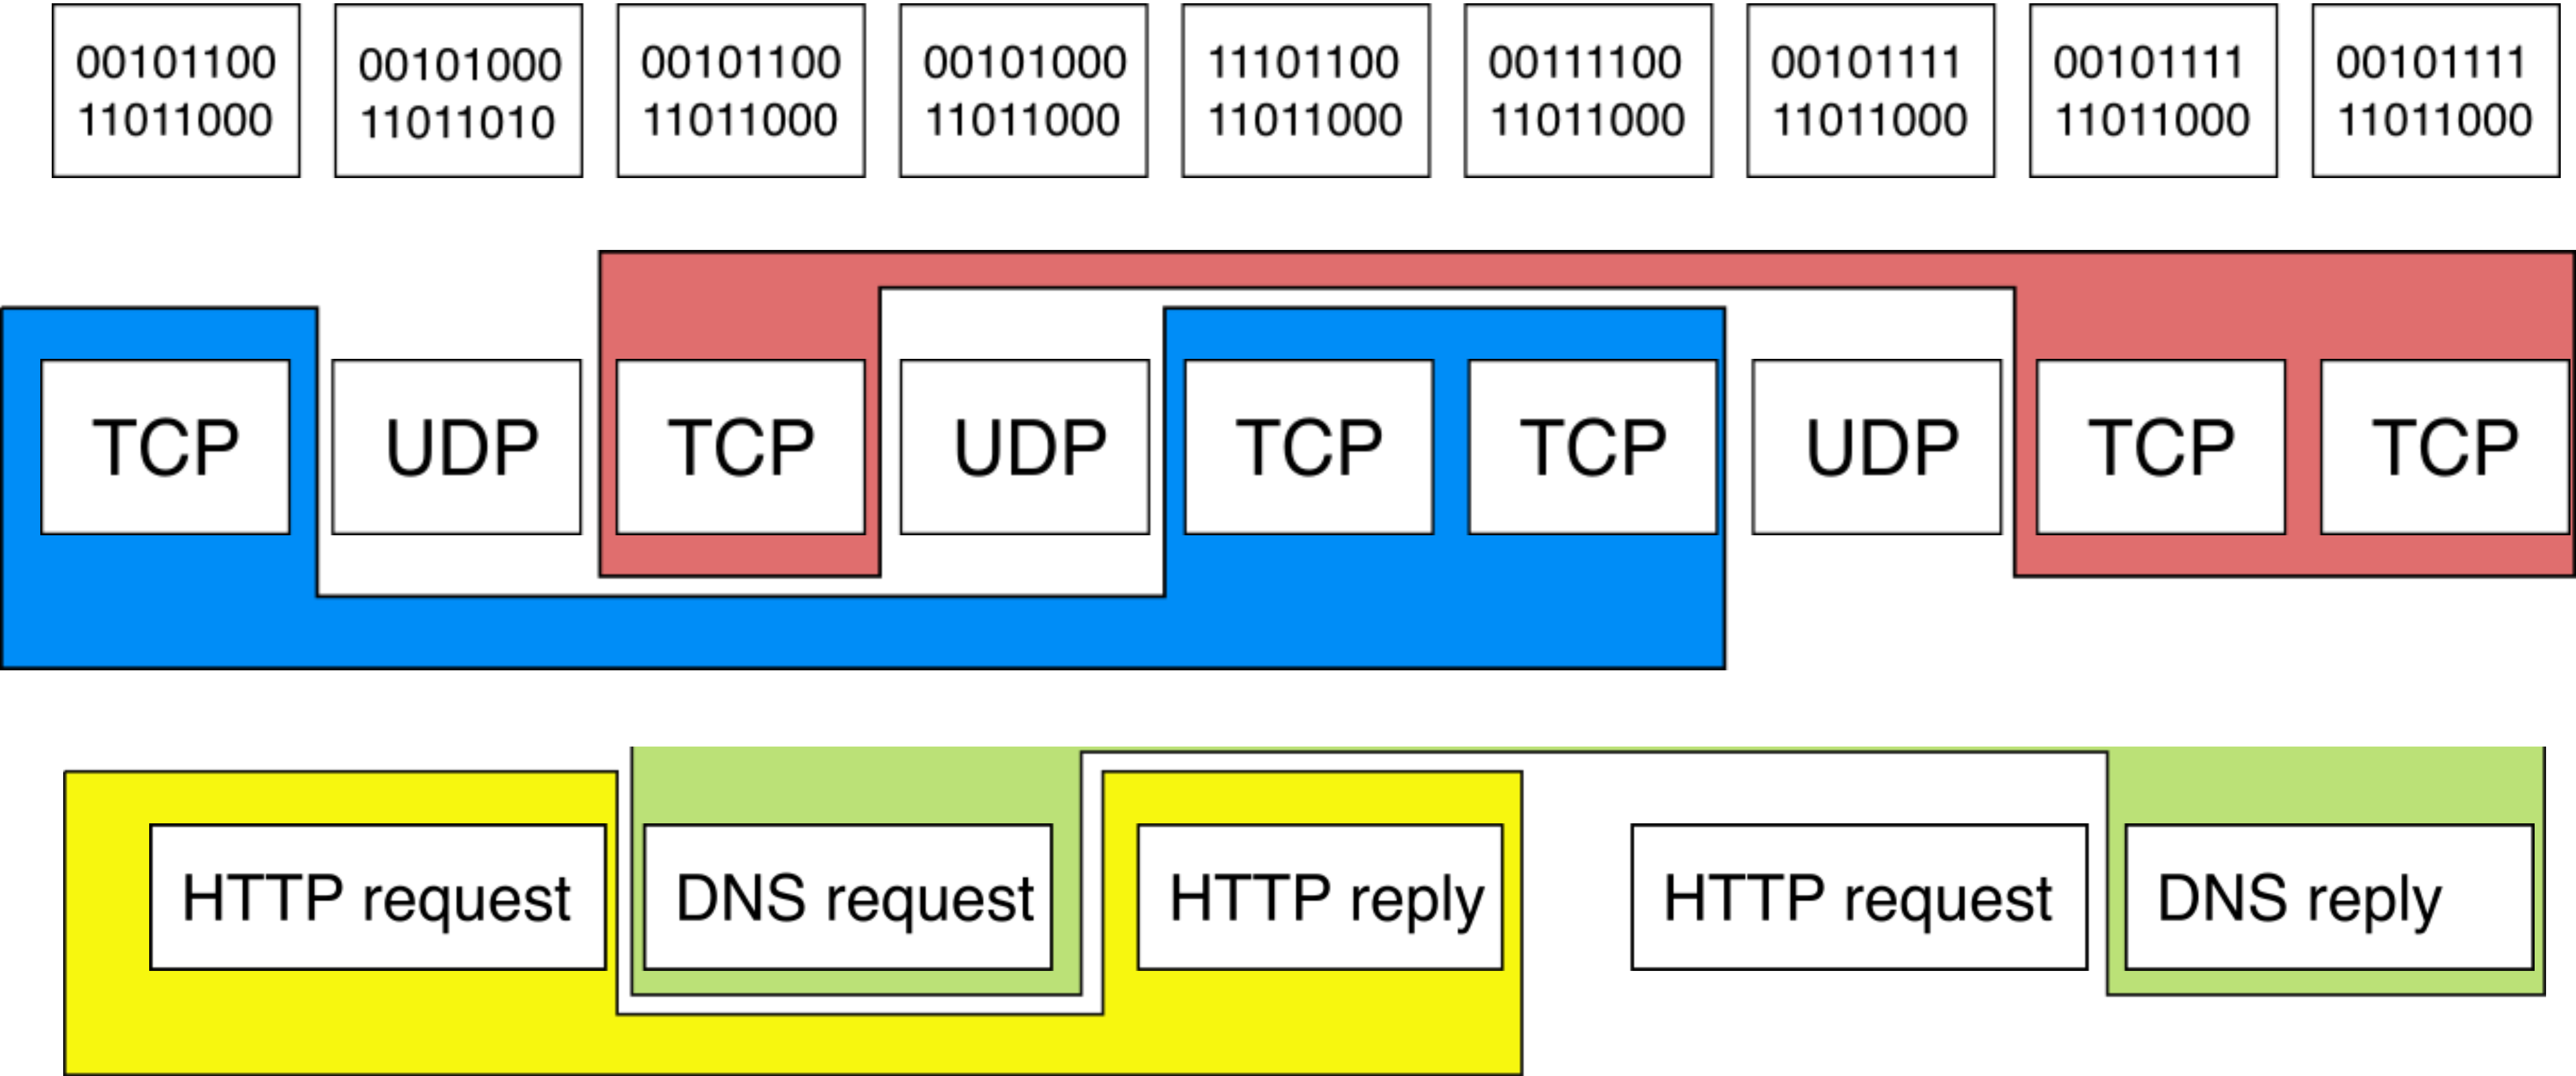 00101100 00101000 00101100 00101000 11101100 00111100 00101111 00101111 00101111
11011000 11011010 11011000 11011000 11011000 11011000 11011000 11011000 11011000
TCP UDP TCP UDP TCP TCP UDP TCP TCP
HTTP request DNS request HTTP reply HTTP request DNS reply